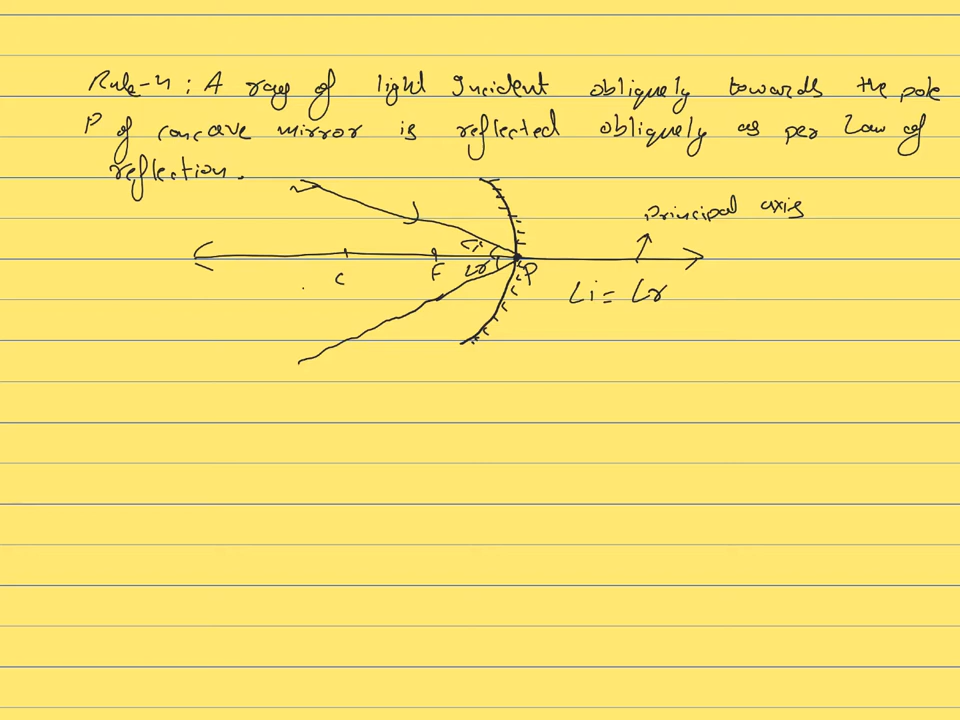 Rule-4 : A ray of light Incident obliquely towards the pole
P of concave mirror is reflected obliquely as per Law of
reflection.
Principal axis
∠i
C F ∠r P
∠i = ∠r